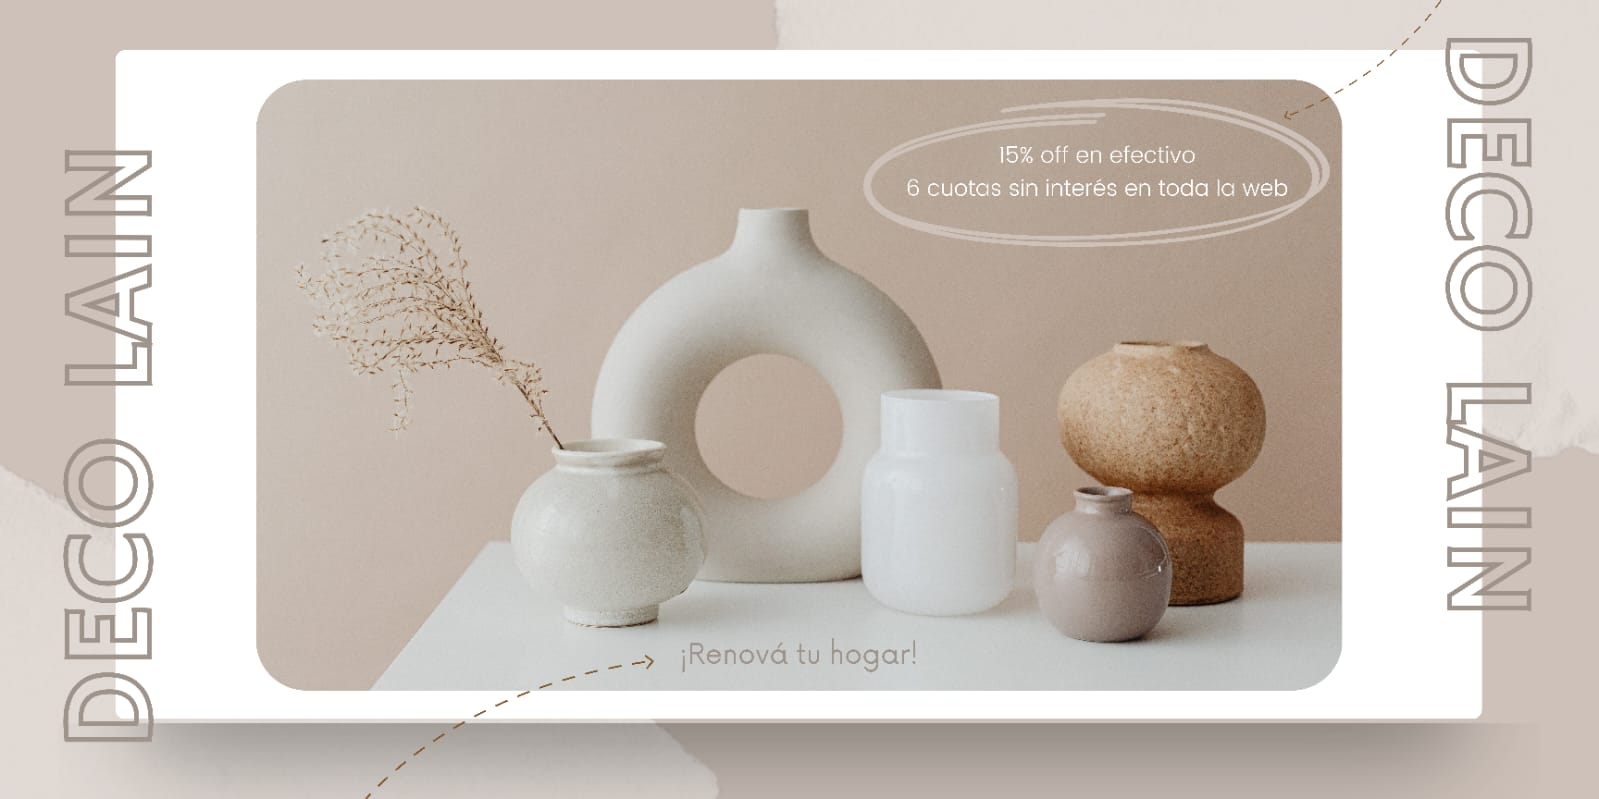 DECO LAIN
15% off en efectivo
6 cuotas sin interés en toda la web
¡Renová tu hogar!
DECO LAIN